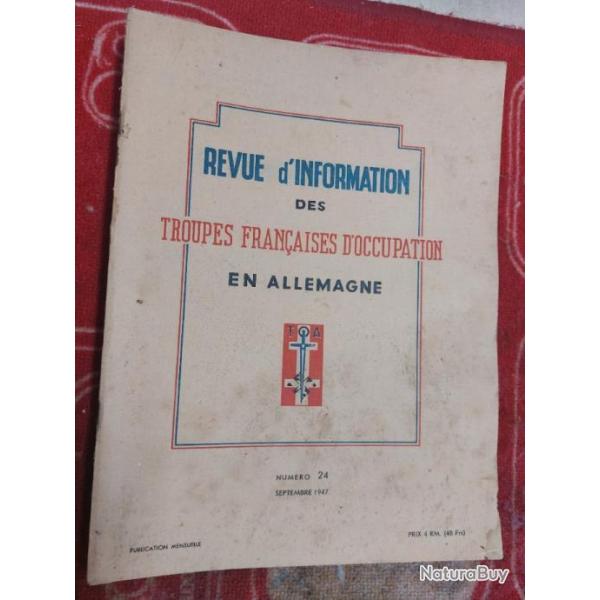 REVUE d'INFORMATION
DES
TROUPES FRANÇAISES D'OCCUPATION
EN ALLEMAGNE
T O A
NUMERO 24
SEPTEMBRE 1947
PUBLICATION MENSUELLE
PRIX 4 RM. (48 Frs)
NaturaBuy